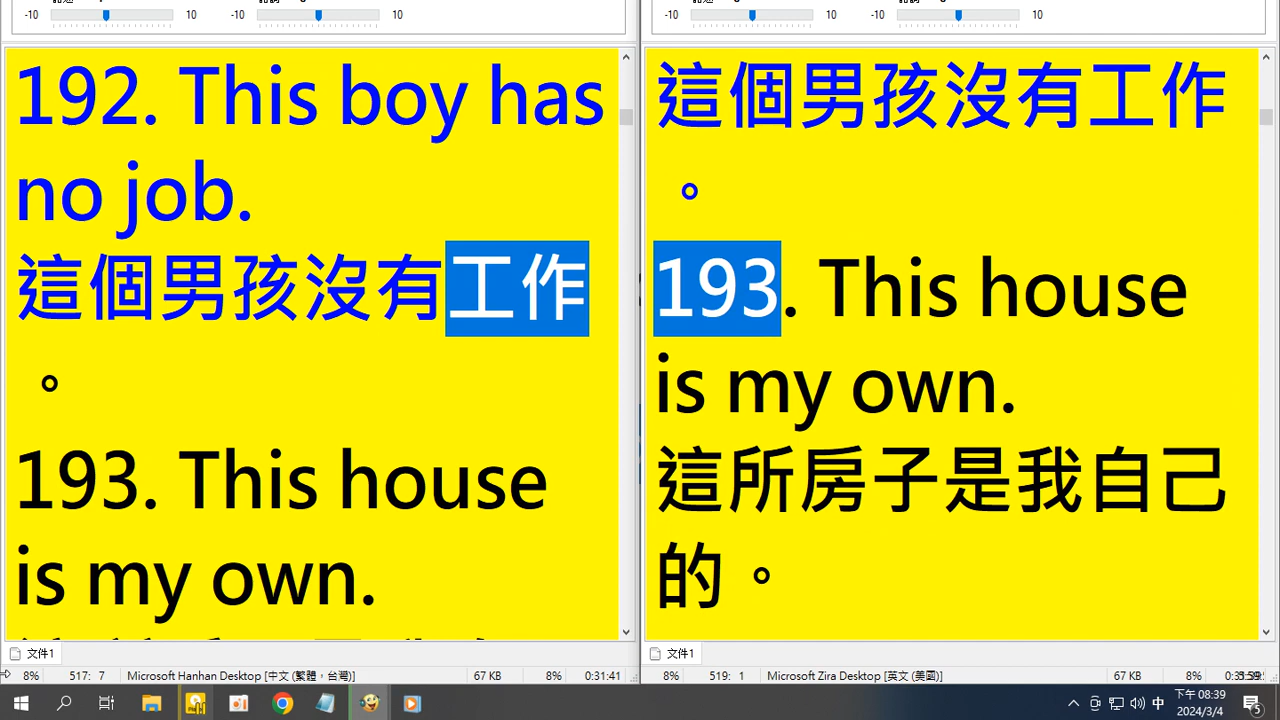 -10 10 -10 10
192. This boy has
no job.
這個男孩沒有工作
。
193. This house
is my own.
文件1
8% 517: 7 Microsoft Hanhan Desktop [中文 (繁體，台灣)] 67 KB 8% 0:31:41
-10 10 -10 10
這個男孩沒有工作
。
193. This house
is my own.
這所房子是我自己
的。
文件1
8% 519: 1 Microsoft Zira Desktop [英文 (美國)] 67 KB 8%
中
下午 08:39
2024/3/4
5